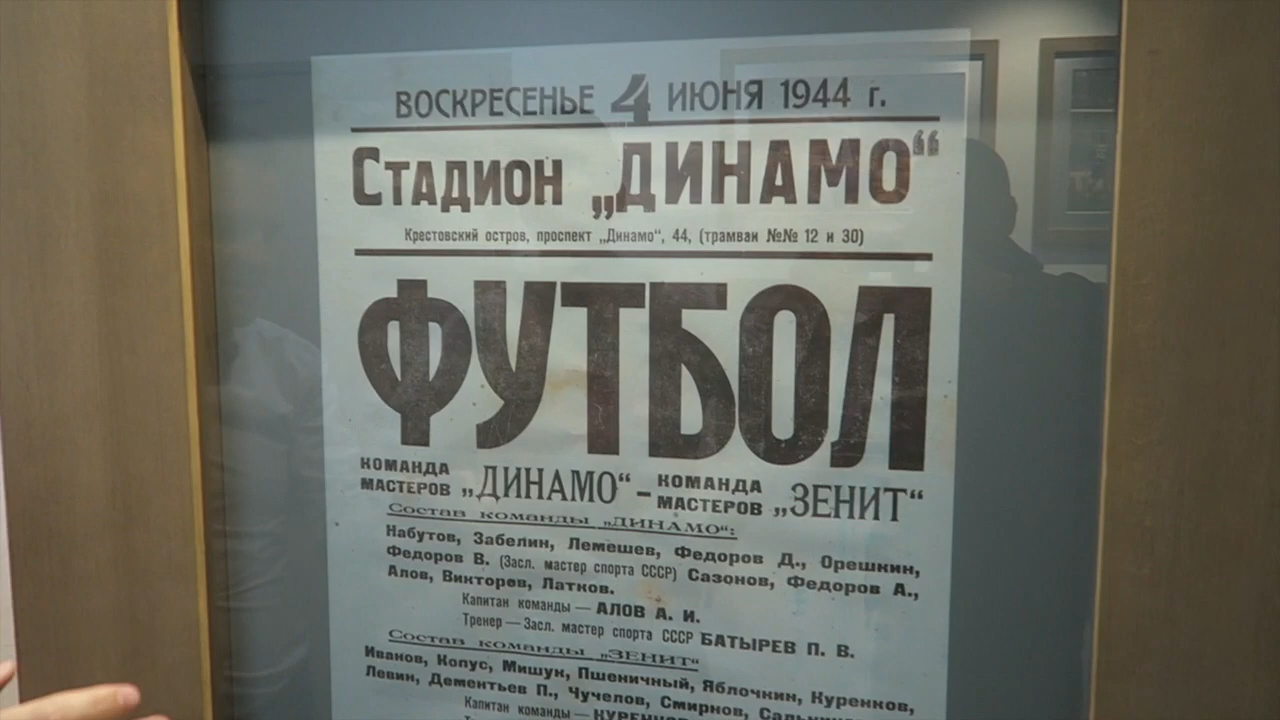 ВОСКРЕСЕНЬЕ 4 ИЮНЯ 1944 г.
СТАДИОН „ДИНАМО“
Крестовский остров, проспект „Динамо“, 44, (трамваи №№ 12 и 30)
ФУТБОЛ
КОМАНДА МАСТЕРОВ „ДИНАМО“ – КОМАНДА МАСТЕРОВ „ЗЕНИТ“
Состав команды „ДИНАМО“:
Набутов, Забелин, Лемешев, Федоров Д., Орешкин,
Федоров В. (Засл. мастер спорта СССР) Сазонов, Федоров А.,
Алов, Викторов, Латков.
Капитан команды — АЛОВ А. И.
Тренер — Засл. мастер спорта СССР БАТЫРЕВ П. В.
Состав команды „ЗЕНИТ“
Иванов, Копус, Мишук, Пшеничный, Яблочкин, Куренков,
Левин, Дементьев П., Чучелов, Смирнов,
Капитан команды —